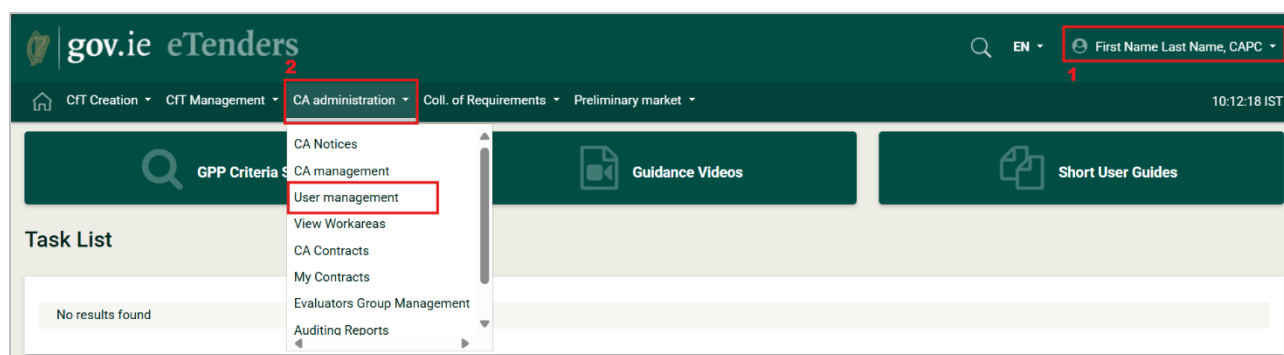 gov.ie eTenders
EN
First Name Last Name, CAPC
2
1
CfT Creation
CfT Management
CA administration
Coll. of Requirements
Preliminary market
10:12:18 IST
CA Notices
CA management
User management
View Workareas
CA Contracts
My Contracts
Evaluators Group Management
Auditing Reports
GPP Criteria S
Guidance Videos
Short User Guides
Task List
No results found